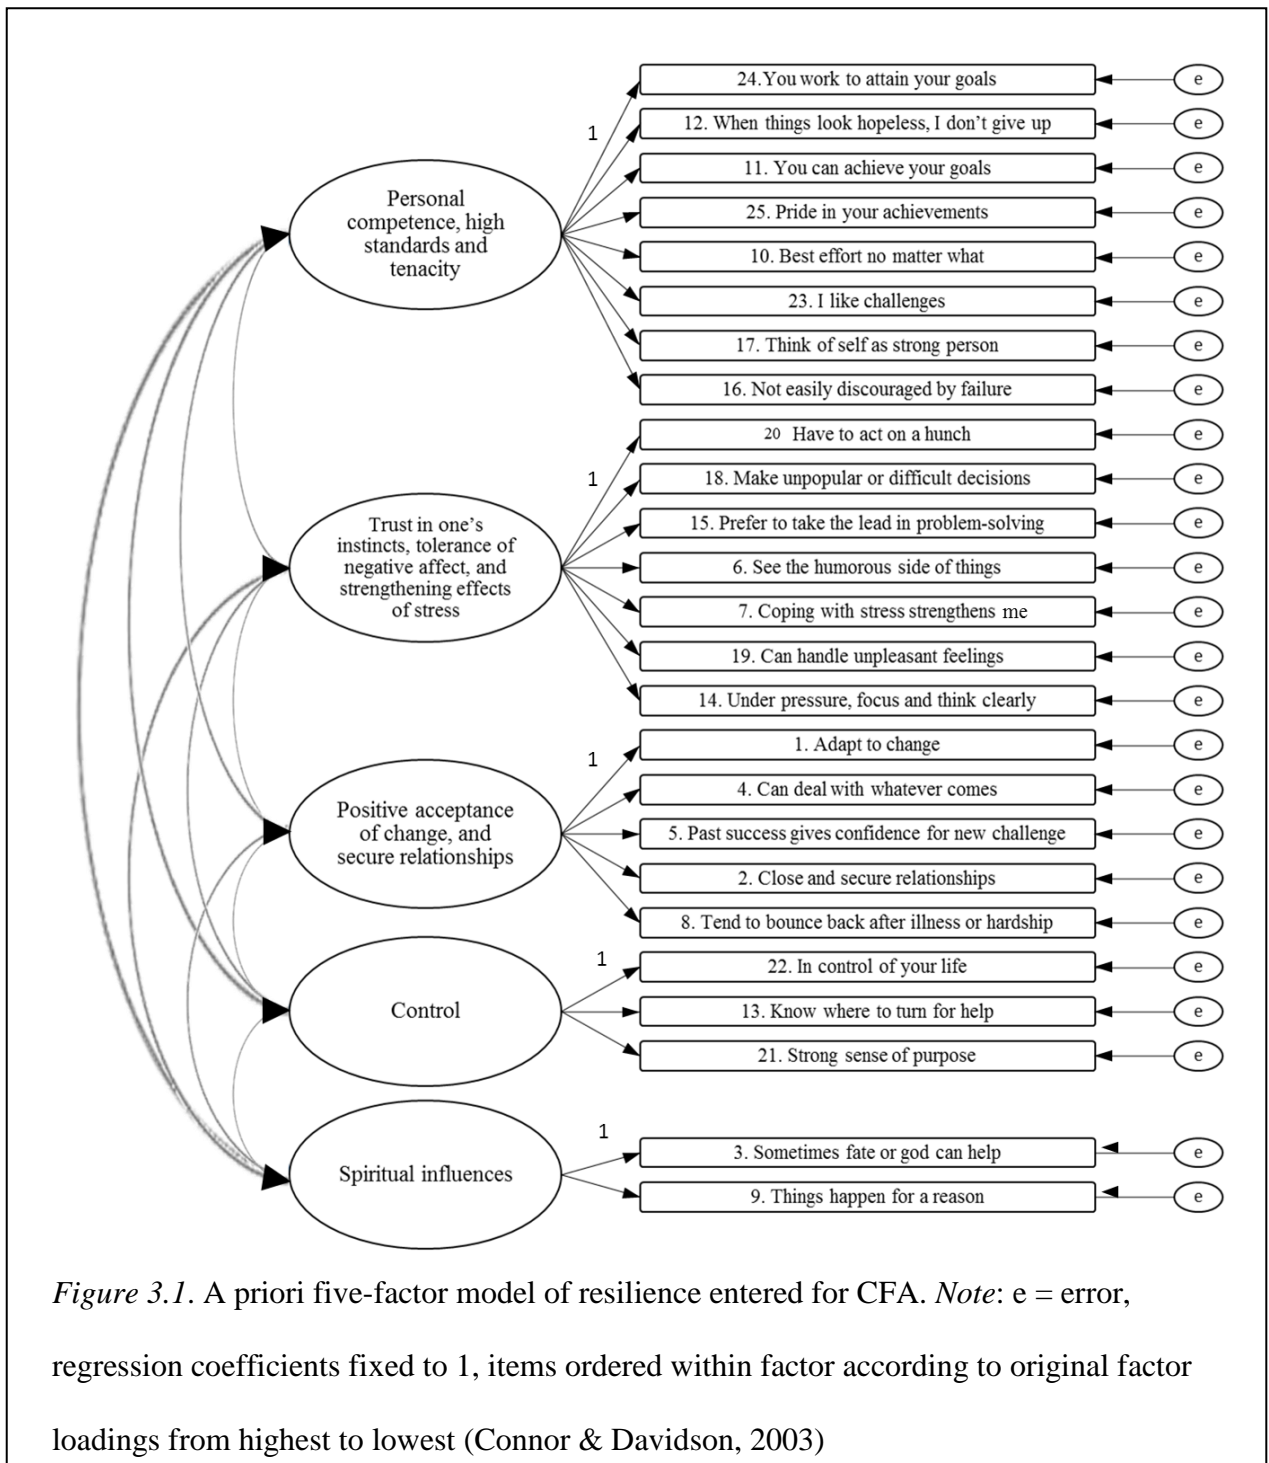 24.You work to attain your goals
e
1
12. When things look hopeless, I don’t give up
e
11. You can achieve your goals
e
Personal
competence, high
standards and
tenacity
25. Pride in your achievements
e
10. Best effort no matter what
e
23. I like challenges
e
17. Think of self as strong person
e
16. Not easily discouraged by failure
e
20 Have to act on a hunch
e
1
18. Make unpopular or difficult decisions
e
15. Prefer to take the lead in problem-solving
e
Trust in one’s
instincts, tolerance of
negative affect, and
strengthening effects
of stress
6. See the humorous side of things
e
7. Coping with stress strengthens me
e
19. Can handle unpleasant feelings
e
14. Under pressure, focus and think clearly
e
1
1. Adapt to change
e
4. Can deal with whatever comes
e
Positive acceptance
of change, and
secure relationships
5. Past success gives confidence for new challenge
e
2. Close and secure relationships
e
8. Tend to bounce back after illness or hardship
e
1
22. In control of your life
e
Control
13. Know where to turn for help
e
21. Strong sense of purpose
e
1
3. Sometimes fate or god can help
e
Spiritual influences
9. Things happen for a reason
e
Figure 3.1. A priori five-factor model of resilience entered for CFA. Note: e = error,
regression coefficients fixed to 1, items ordered within factor according to original factor
loadings from highest to lowest (Connor & Davidson, 2003)